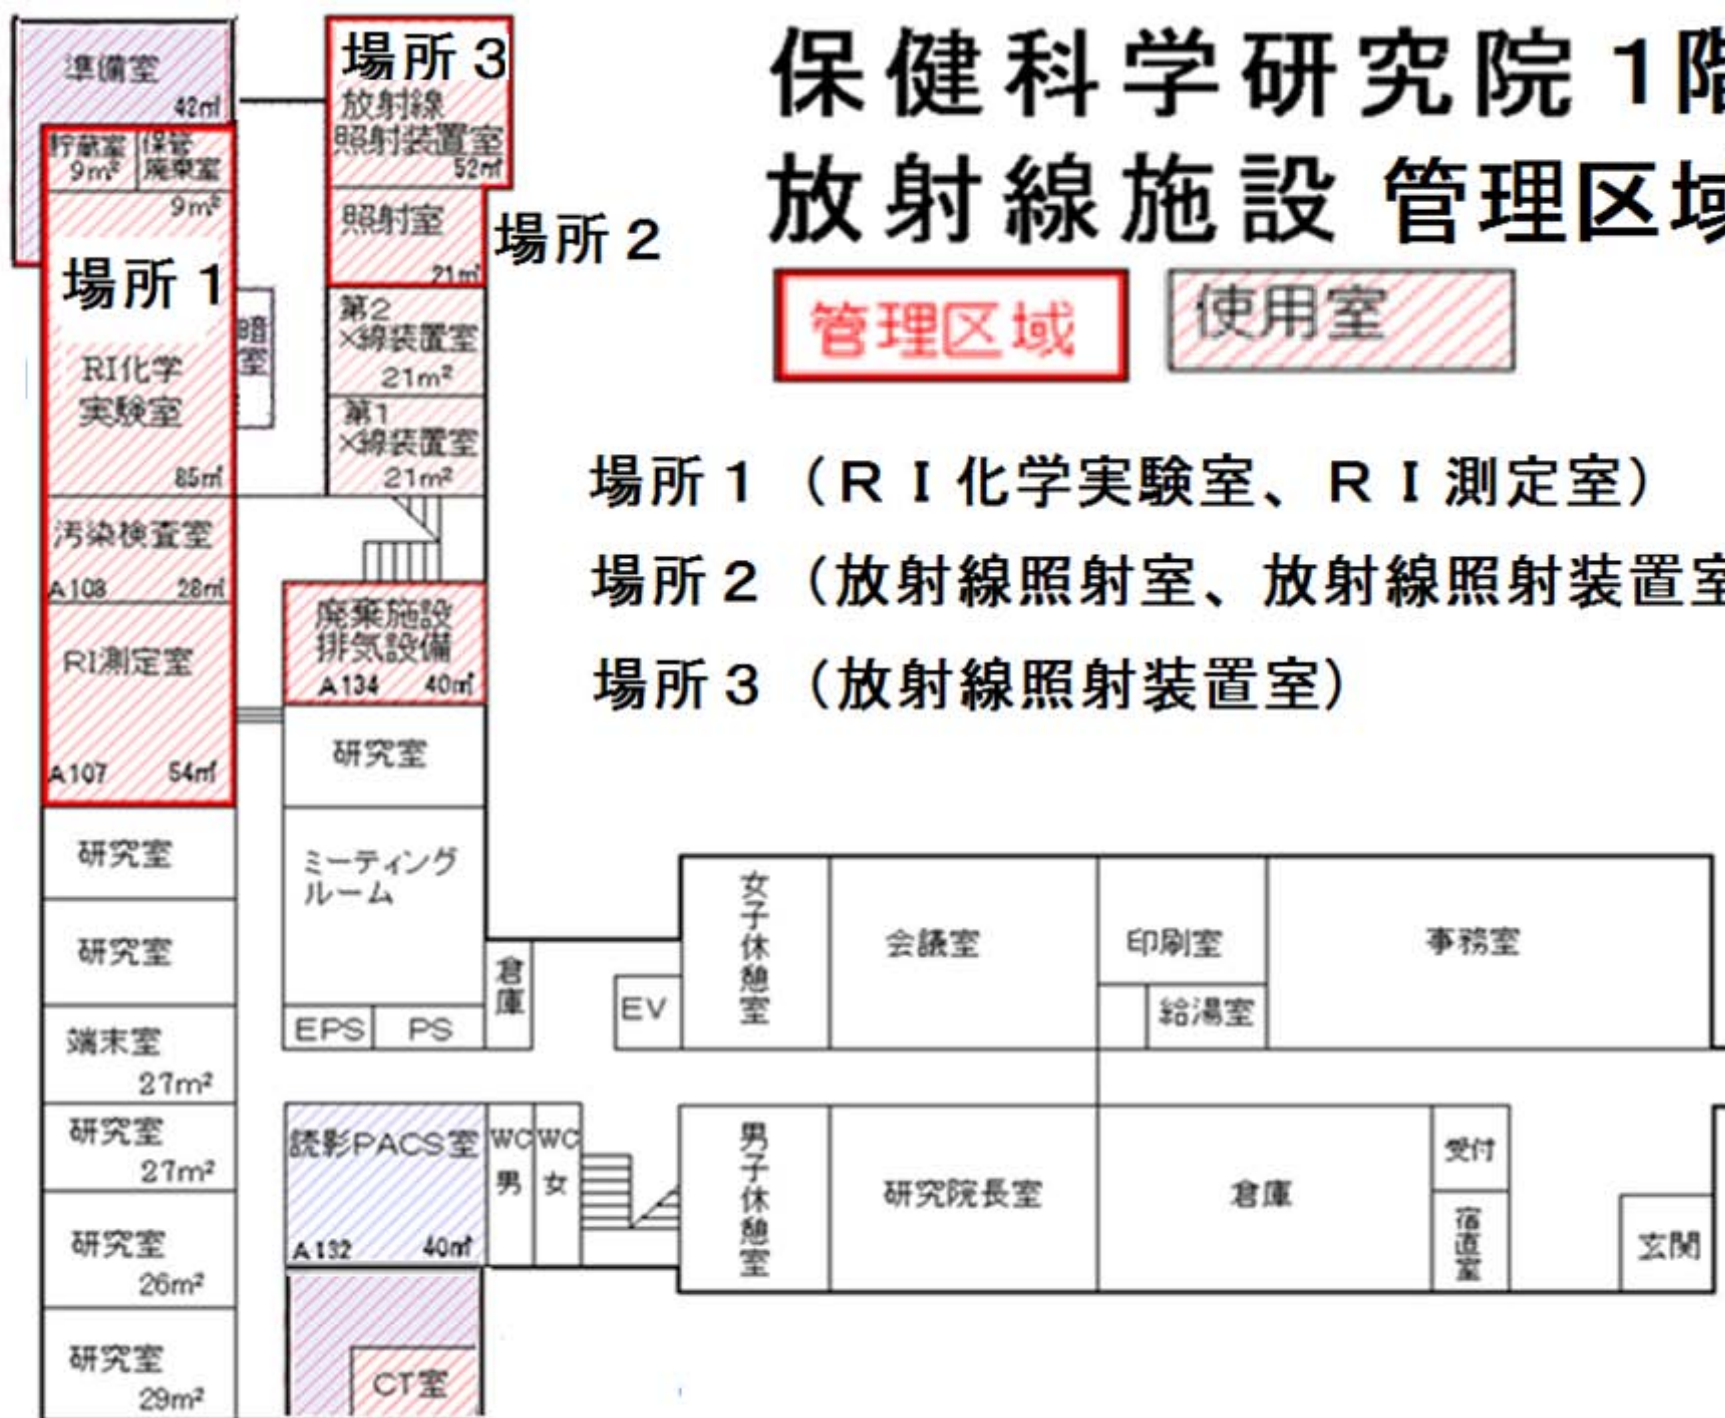 保健科学研究院 1階
放射線施設 管理区域
管理区域
使用室
場所１（ＲＩ化学実験室、ＲＩ測定室）
場所２（放射線照射室、放射線照射装置室
場所３（放射線照射装置室）
準備室
42㎡
貯蔵室
9m²
保管
廃棄室
9m²
場所１
RI化学
実験室
85㎡
汚染検査室
A108 28㎡
RI測定室
A107 54㎡
研究室
研究室
端末室
27m²
研究室
27m²
研究室
26m²
研究室
29m²
暗室
場所３
放射線
照射装置室
52㎡
照射室
21㎡
場所２
第2
X線装置室
21m²
第1
X線装置室
21m²
廃棄施設
排気設備
A134 40㎡
研究室
ミーティング
ルーム
EPS
PS
倉庫
EV
女子休憩室
会議室
印刷室
給湯室
事務室
読影PACS室
A132 40㎡
WC
男
WC
女
男子休憩室
研究院長室
倉庫
受付
宿直室
玄関
CT室